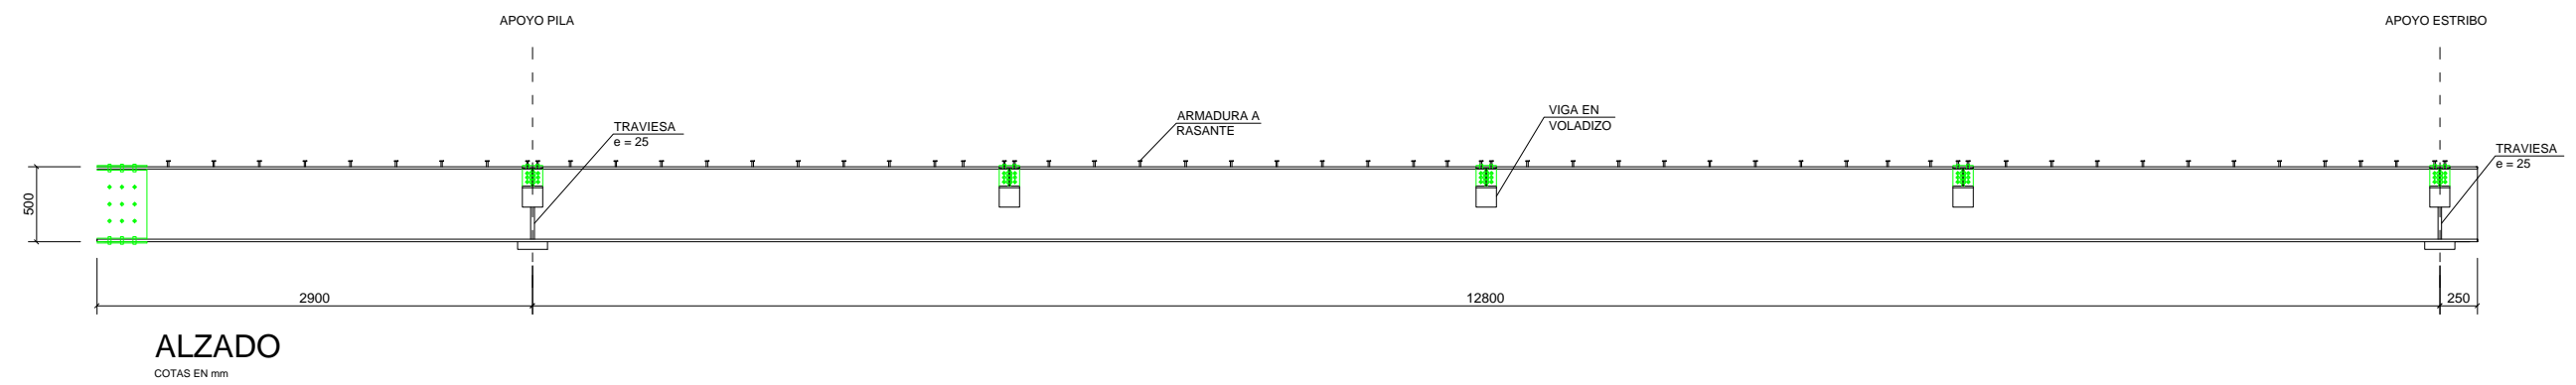 APOYO PILA
APOYO ESTRIBO
TRAVIESA
e = 25
ARMADURA A
RASANTE
VIGA EN
VOLADIZO
TRAVIESA
e = 25
500
2900
12800
250
ALZADO
COTAS EN mm